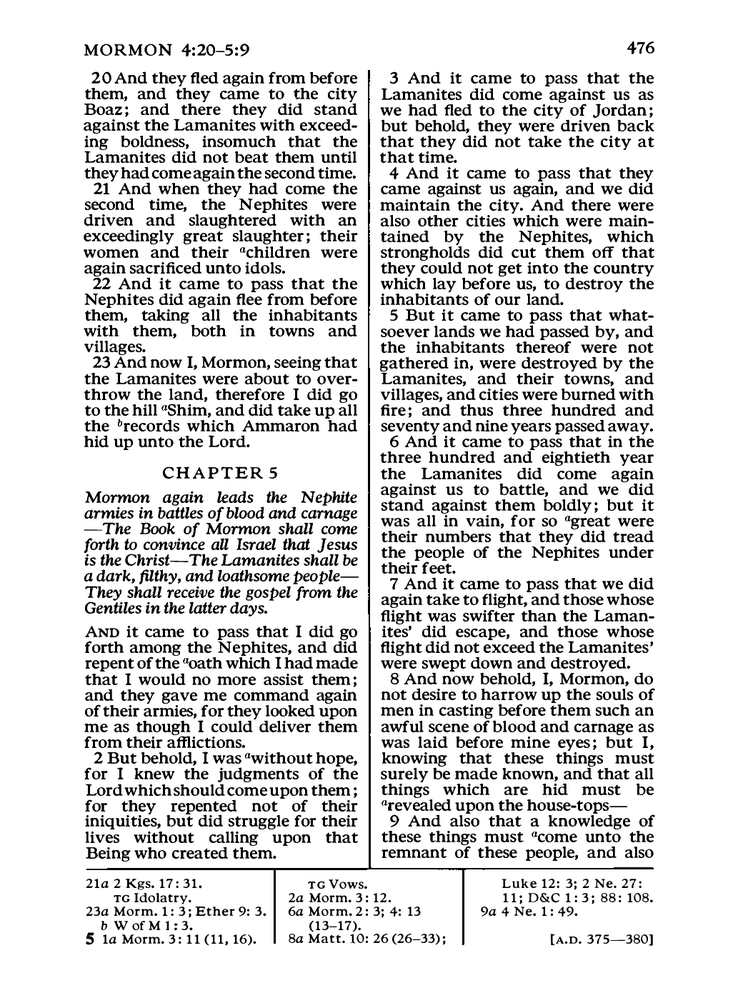 MORMON 4:20–5:9
476
20 And they fled again from before
them, and they came to the city
Boaz; and there they did stand
against the Lamanites with exceed-
ing boldness, insomuch that the
Lamanites did not beat them until
they had come again the second time.
21 And when they had come the
second time, the Nephites were
driven and slaughtered with an
exceedingly great slaughter; their
women and their achildren were
again sacrificed unto idols.
22 And it came to pass that the
Nephites did again flee from before
them, taking all the inhabitants
with them, both in towns and
villages.
23 And now I, Mormon, seeing that
the Lamanites were about to over-
throw the land, therefore I did go
to the hill aShim, and did take up all
the brecords which Ammaron had
hid up unto the Lord.
CHAPTER 5
Mormon again leads the Nephite
armies in battles of blood and carnage
—The Book of Mormon shall come
forth to convince all Israel that Jesus
is the Christ—The Lamanites shall be
a dark, filthy, and loathsome people—
They shall receive the gospel from the
Gentiles in the latter days.
AND it came to pass that I did go
forth among the Nephites, and did
repent of the aoath which I had made
that I would no more assist them;
and they gave me command again
of their armies, for they looked upon
me as though I could deliver them
from their afflictions.
2 But behold, I was awithout hope,
for I knew the judgments of the
Lord which should come upon them;
for they repented not of their
iniquities, but did struggle for their
lives without calling upon that
Being who created them.
3 And it came to pass that the
Lamanites did come against us as
we had fled to the city of Jordan;
but behold, they were driven back
that they did not take the city at
that time.
4 And it came to pass that they
came against us again, and we did
maintain the city. And there were
also other cities which were main-
tained by the Nephites, which
strongholds did cut them off that
they could not get into the country
which lay before us, to destroy the
inhabitants of our land.
5 But it came to pass that what-
soever lands we had passed by, and
the inhabitants thereof were not
gathered in, were destroyed by the
Lamanites, and their towns, and
villages, and cities were burned with
fire; and thus three hundred and
seventy and nine years passed away.
6 And it came to pass that in the
three hundred and eightieth year
the Lamanites did come again
against us to battle, and we did
stand against them boldly; but it
was all in vain, for so agreat were
their numbers that they did tread
the people of the Nephites under
their feet.
7 And it came to pass that we did
again take to flight, and those whose
flight was swifter than the Laman-
ites' did escape, and those whose
flight did not exceed the Lamanites'
were swept down and destroyed.
8 And now behold, I, Mormon, do
not desire to harrow up the souls of
men in casting before them such an
awful scene of blood and carnage as
was laid before mine eyes; but I,
knowing that these things must
surely be made known, and that all
things which are hid must be
arevealed upon the house-tops—
9 And also that a knowledge of
these things must acome unto the
remnant of these people, and also
21a 2 Kgs. 17: 31.
TG Idolatry.
23a Morm. 1: 3; Ether 9: 3.
b W of M 1: 3.
5 1a Morm. 3: 11 (11, 16).
TG Vows.
2a Morm. 3: 12.
6a Morm. 2: 3; 4: 13
(13–17).
8a Matt. 10: 26 (26–33);
Luke 12: 3; 2 Ne. 27:
11; D&C 1: 3; 88: 108.
9a 4 Ne. 1: 49.
[A.D. 375—380]